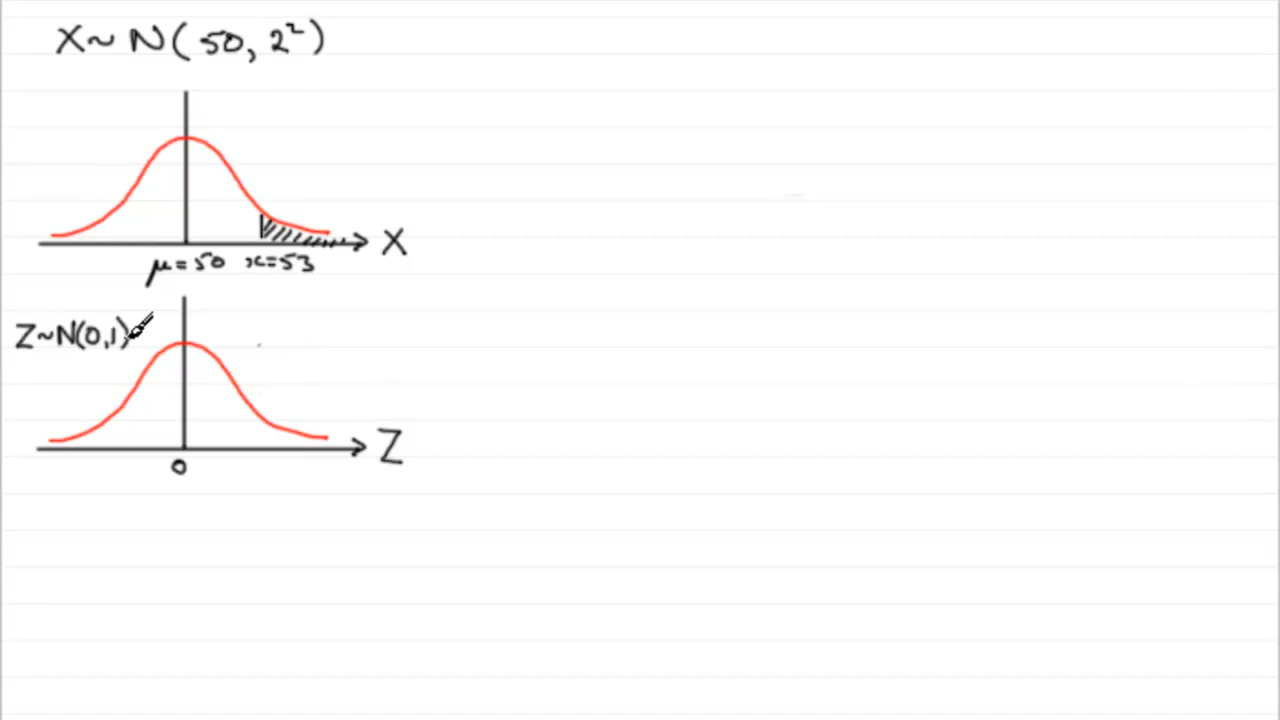 X~ N( 50, 2²)
X
μ=50 x=53
Z~N(0,1)
Z
0